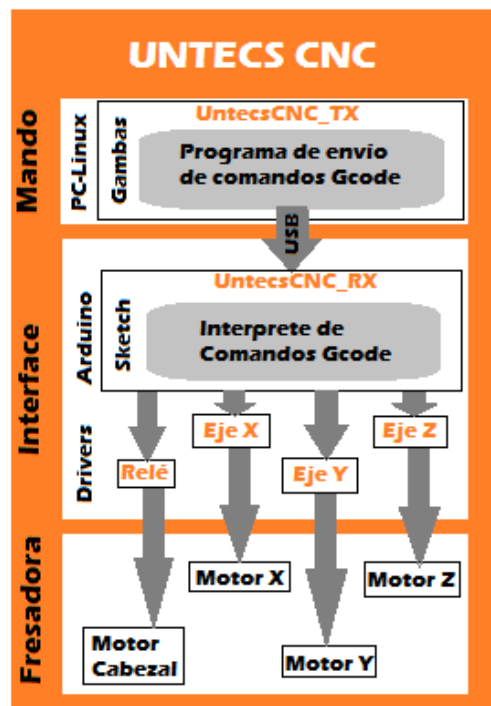 UNTECS CNC
Mando
PC-Linux
Gambas
UntecsCNC_TX
Programa de envío
de comandos Gcode
USB
Interface
Arduino
Sketch
UntecsCNC_RX
Interprete de
Comandos Gcode
Drivers
Relé
Eje X
Eje Y
Eje Z
Fresadora
Motor
Cabezal
Motor X
Motor Y
Motor Z